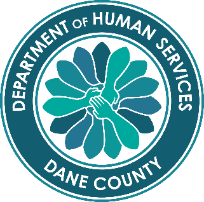 DEPARTMENT OF HUMAN SERVICES
DANE COUNTY